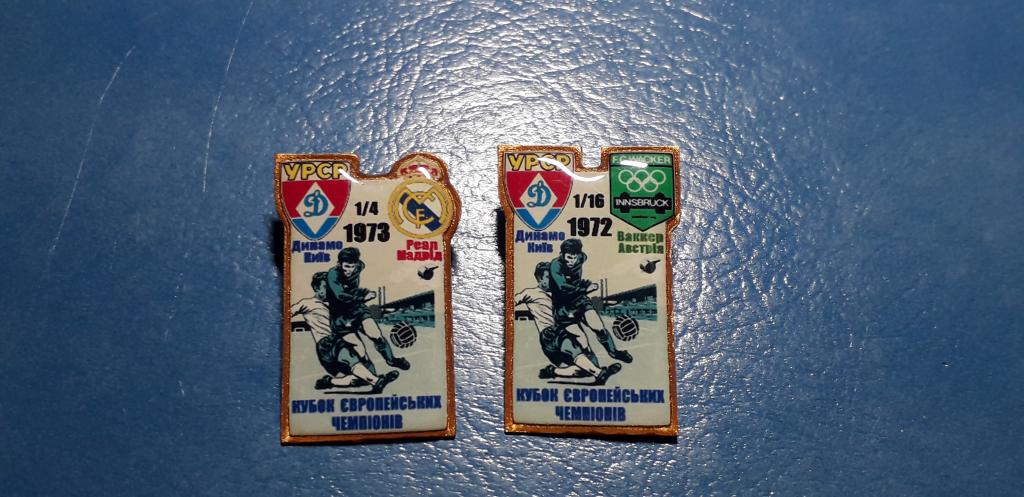 УРСР
1/4
1973
Динамо
Київ
Реал
Мадрід
КУБОК ЄВРОПЕЙСЬКИХ
ЧЕМПІОНІВ
УРСР
F.C. WACKER
INNSBRUCK
1/16
1972
Динамо
Київ
Ваккер
Австрія
КУБОК ЄВРОПЕЙСЬКИХ
ЧЕМПІОНІВ